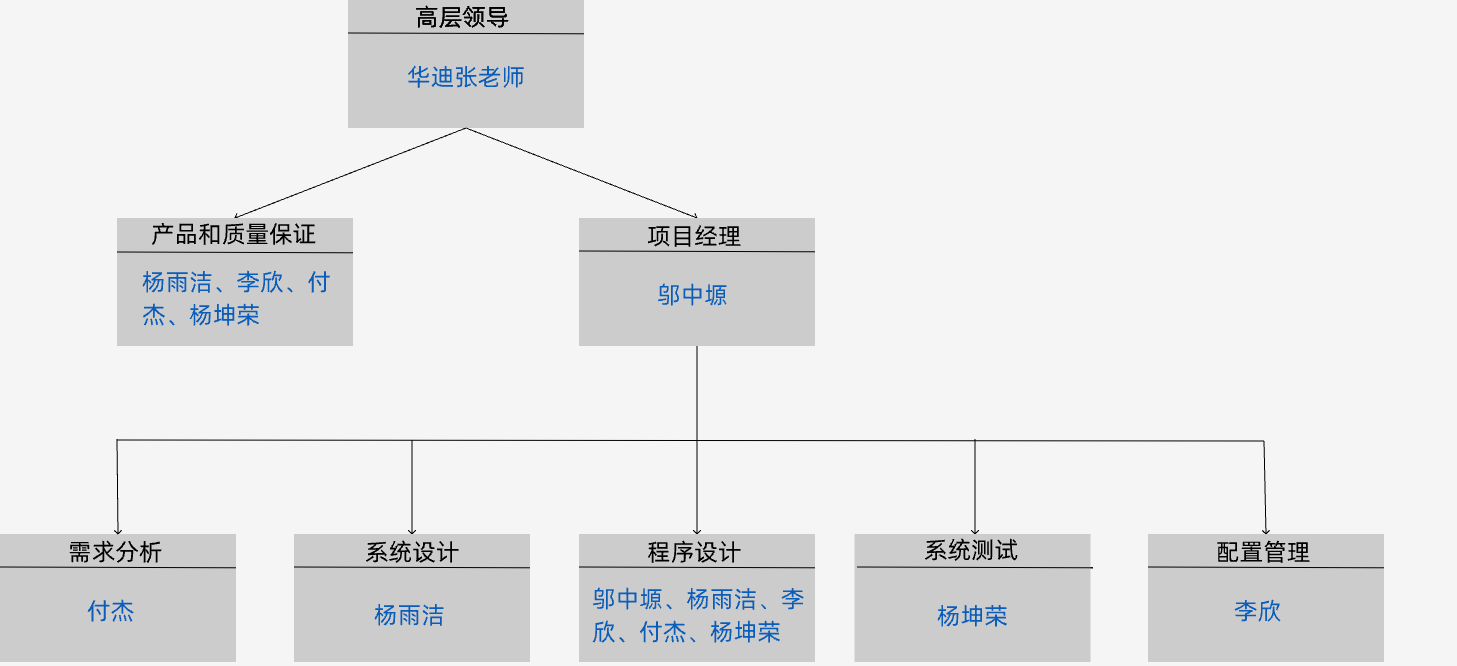 高层领导
华迪张老师
产品和质量保证
杨雨洁、李欣、付
杰、杨坤荣
项目经理
邬中塬
需求分析
付杰
系统设计
杨雨洁
程序设计
邬中塬、杨雨洁、李
欣、付杰、杨坤荣
系统测试
杨坤荣
配置管理
李欣